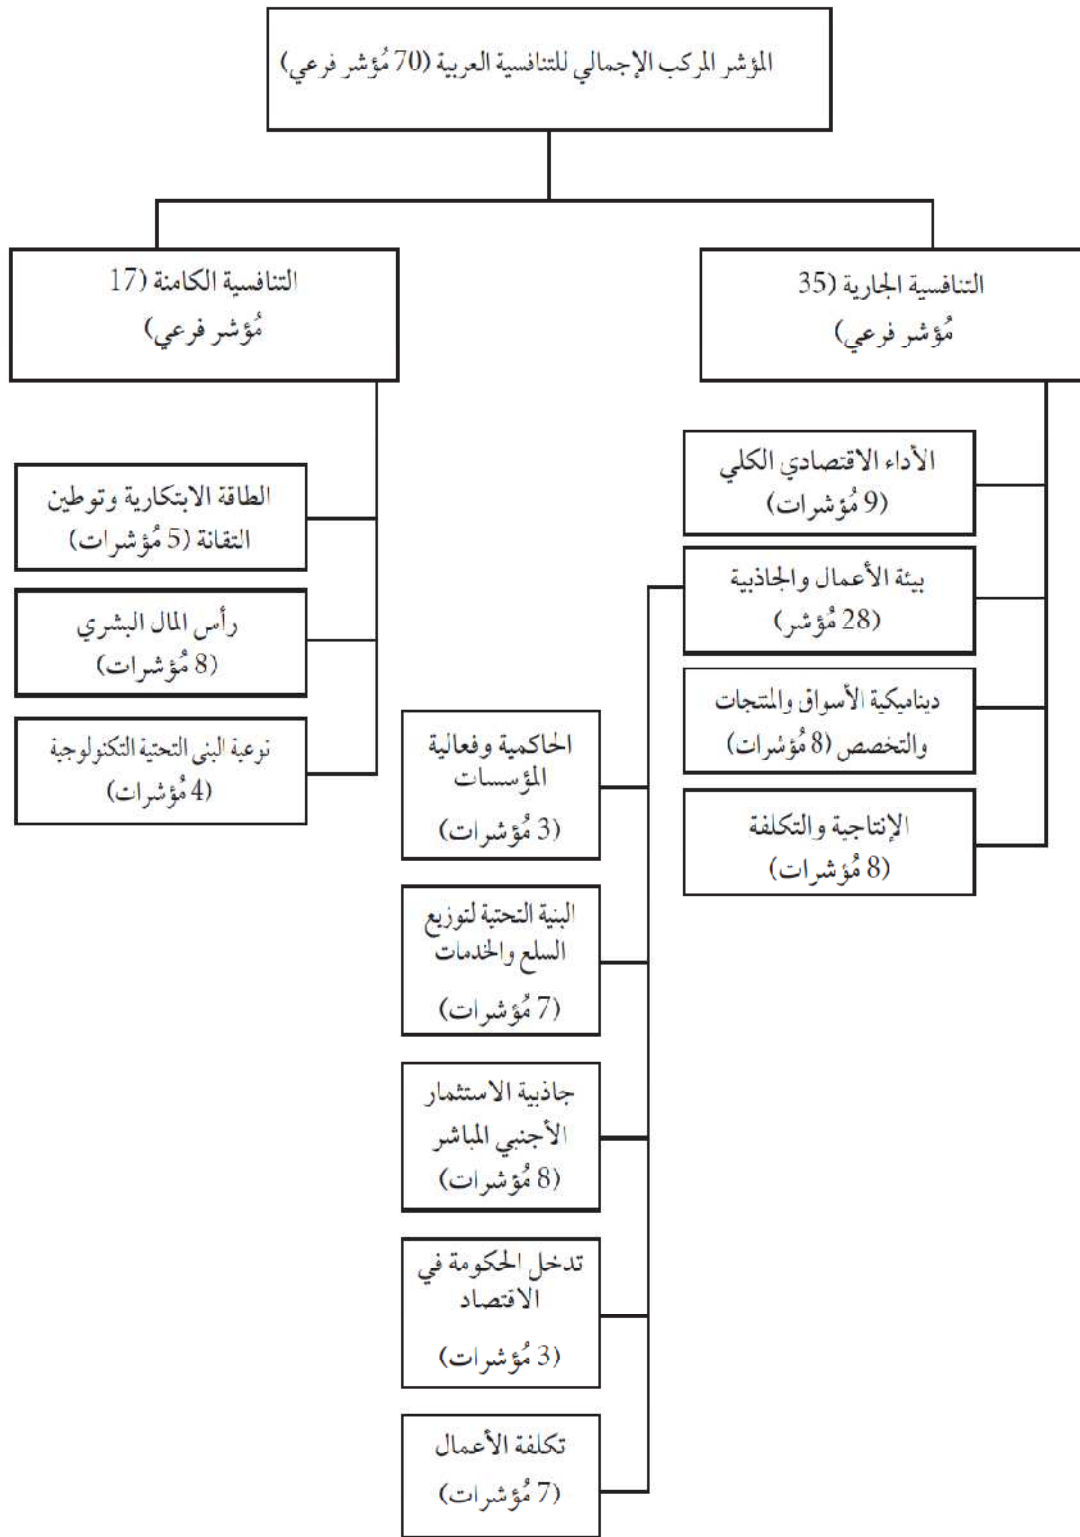 المؤشر المركب الإجمالي للتنافسية العربية (70 مُؤشر فرعي)
التنافسية الجارية (35
مُؤشر فرعي)
الأداء الاقتصادي الكلي
(9 مُؤشرات)
بيئة الأعمال والجاذبية
(28 مُؤشر)
ديناميكية الأسواق والمنتجات
والتخصص (8 مُؤشرات)
الإنتاجية والتكلفة
(8 مُؤشرات)
الحاكمية وفعالية
المؤسسات
(3 مُؤشرات)
البنية التحتية لتوزيع
السلع والخدمات
(7 مُؤشرات)
جاذبية الاستثمار
الأجنبي المباشر
(8 مُؤشرات)
تدخل الحكومة في
الاقتصاد
(3 مُؤشرات)
تكلفة الأعمال
(7 مُؤشرات)
التنافسية الكامنة (17
مُؤشر فرعي)
الطاقة الابتكارية وتوطين
التقانة (5 مُؤشرات)
رأس المال البشري
(8 مُؤشرات)
نوعية البنى التحتية التكنولوجية
(4 مُؤشرات)